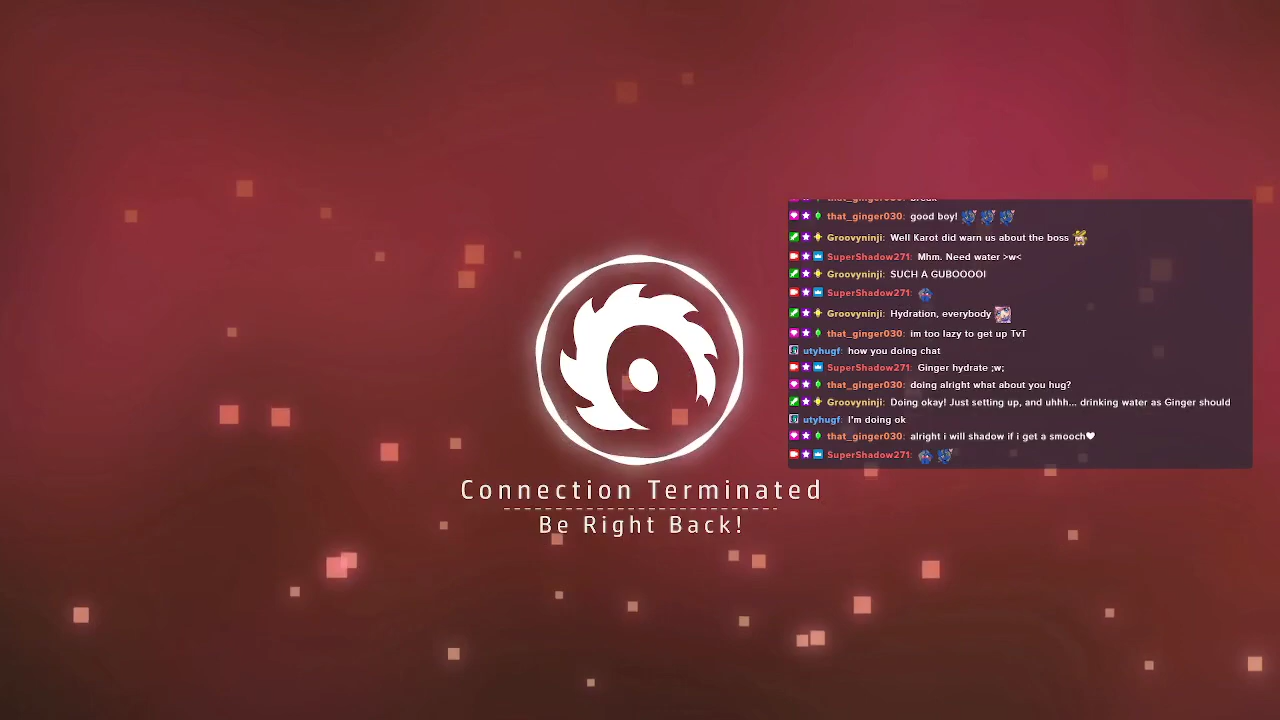 that_ginger030: break
that_ginger030: good boy!
Groovyninji: Well Karot did warn us about the boss
SuperShadow271: Mhm. Need water >w<
Groovyninji: SUCH A GUBOOOOI
SuperShadow271:
Groovyninji: Hydration, everybody
that_ginger030: im too lazy to get up TvT
utyhugf: how you doing chat
SuperShadow271: Ginger hydrate ;w;
that_ginger030: doing alright what about you hug?
Groovyninji: Doing okay! Just setting up, and uhhh... drinking water as Ginger should
utyhugf: I'm doing ok
that_ginger030: alright i will shadow if i get a smooch♥
SuperShadow271:
Connection Terminated
Be Right Back!